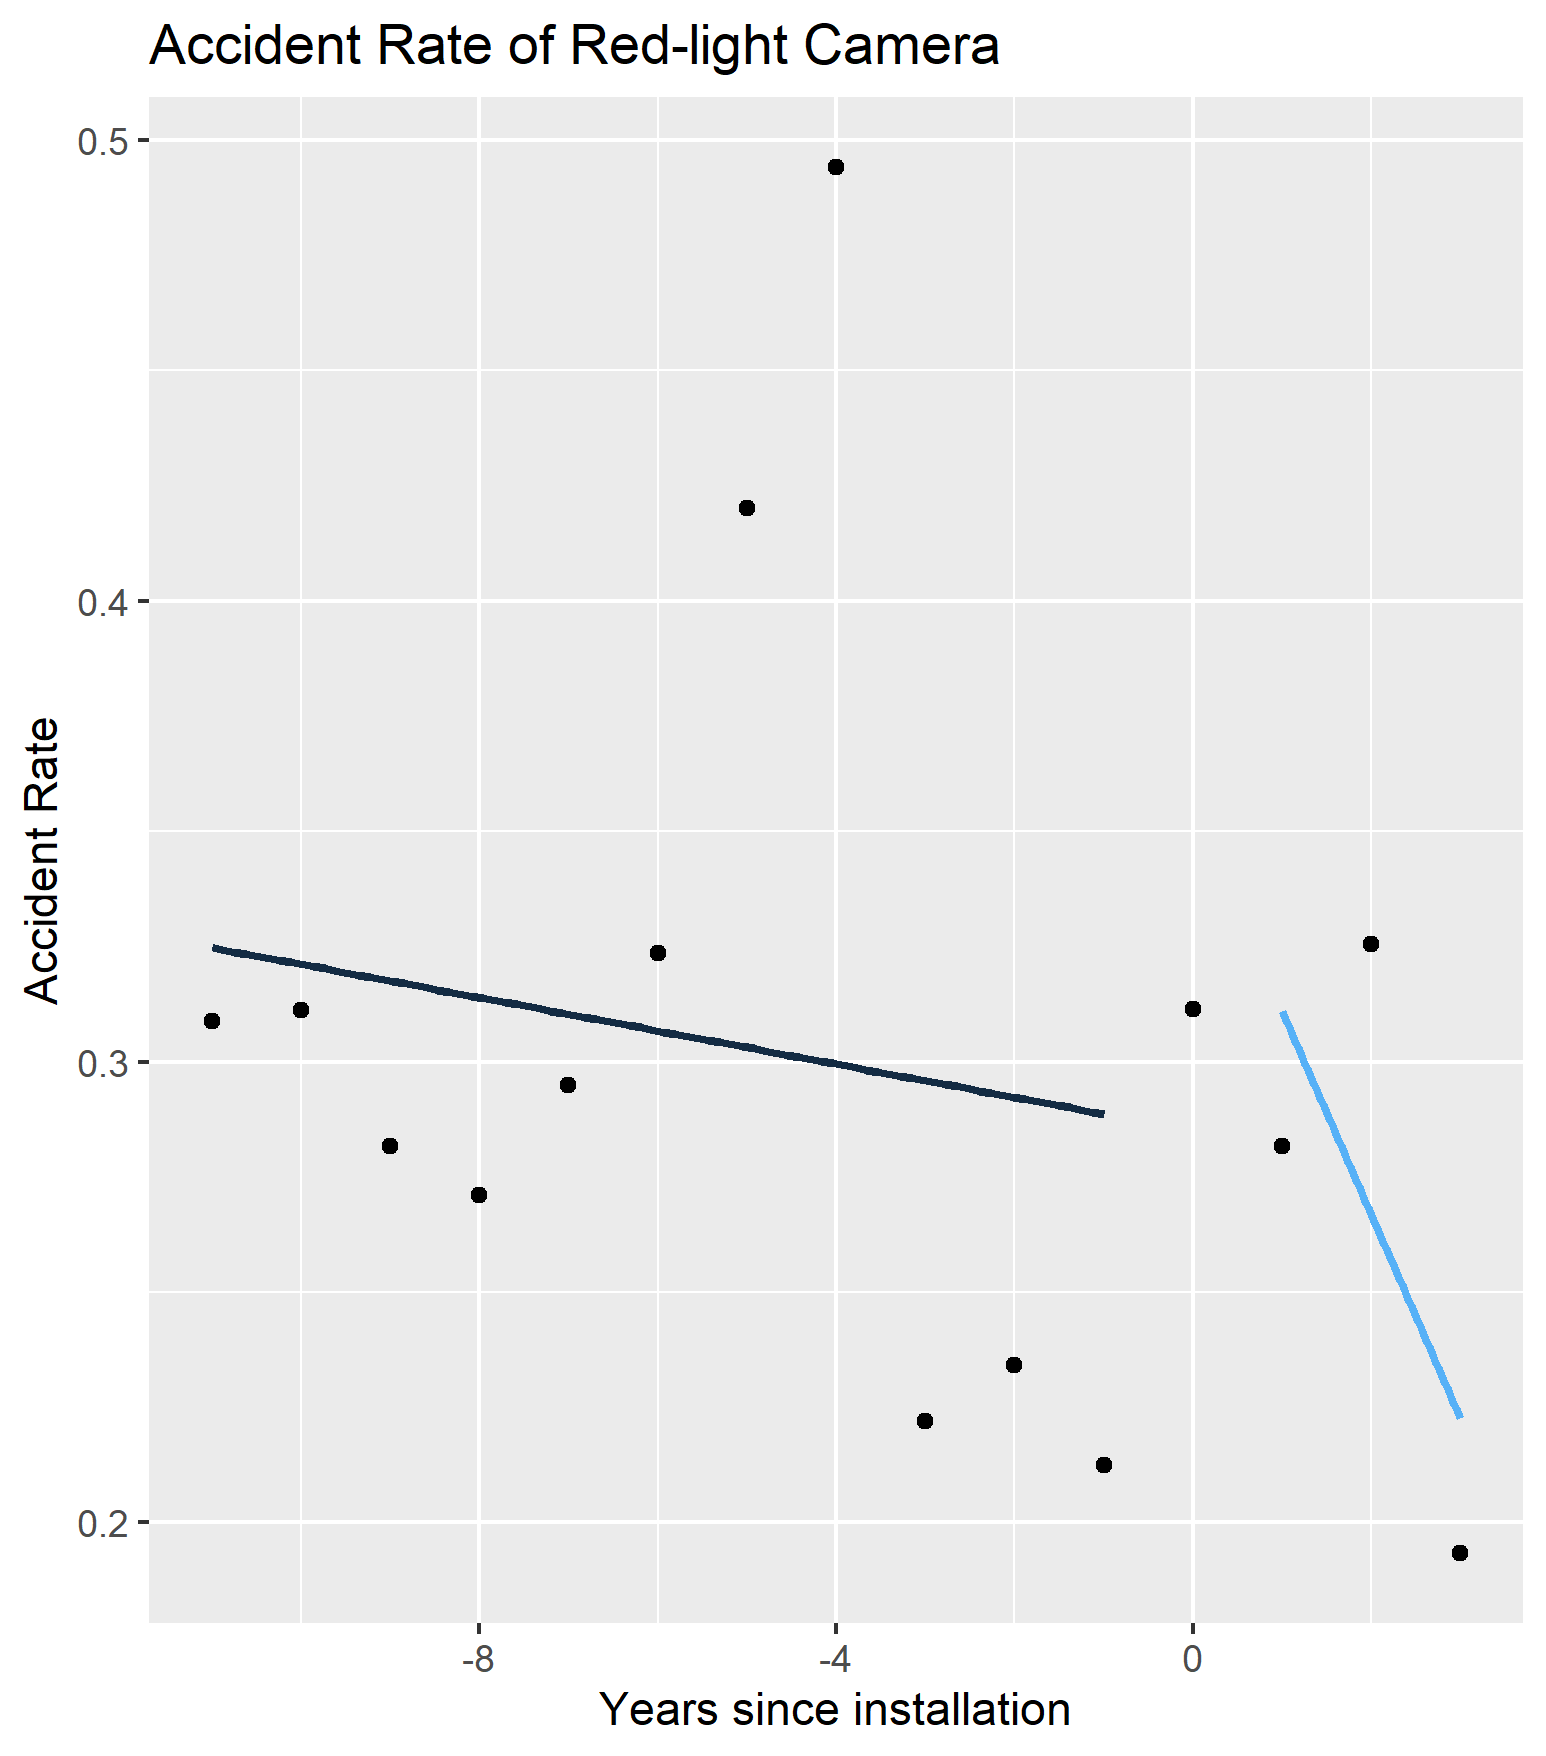 Accident Rate of Red-light Camera
0.5
0.4
0.3
0.2
Accident Rate
-8
-4
0
Years since installation